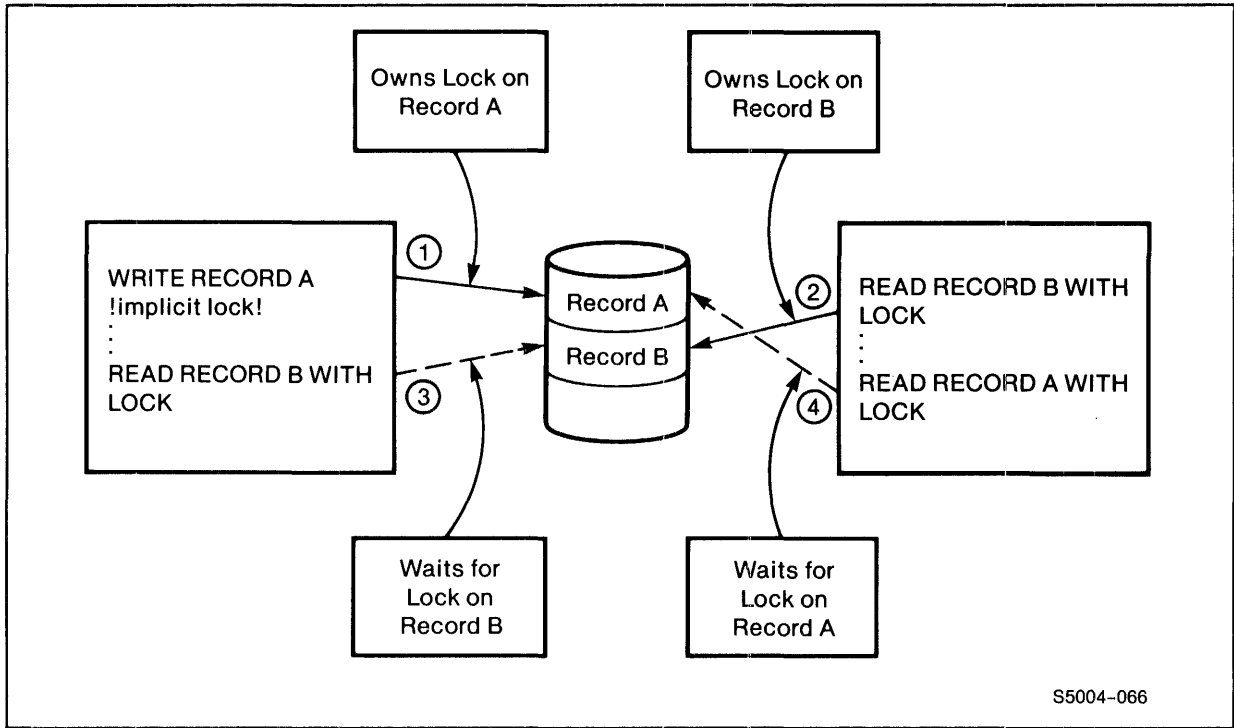 Owns Lock on
Record A
Owns Lock on
Record B
WRITE RECORD A
!implicit lock!
:
READ RECORD B WITH
LOCK
1
3
Record A
Record B
2
4
READ RECORD B WITH
LOCK
:
READ RECORD A WITH
LOCK
Waits for
Lock on
Record B
Waits for
Lock on
Record A
S5004-066